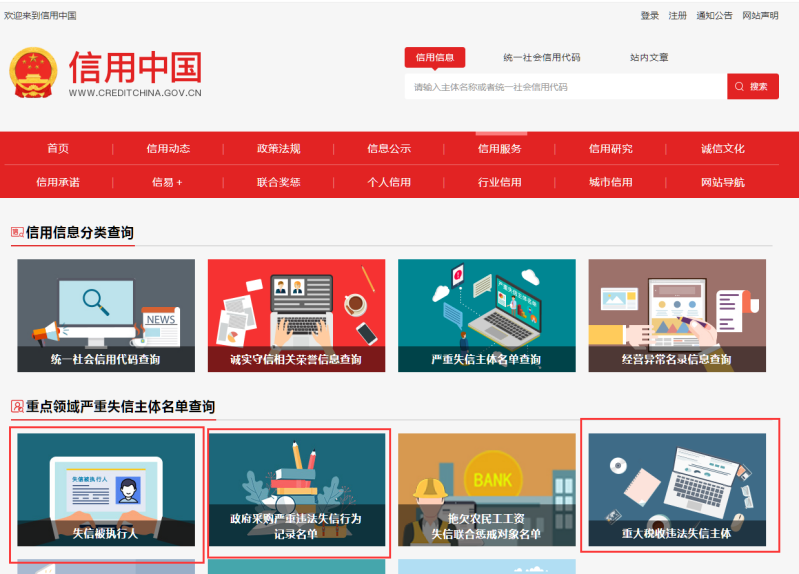 欢迎来到信用中国
登录 注册 通知公告 网站声明
信用中国
WWW.CREDITCHINA.GOV.CN
信用信息 统一社会信用代码 站内文章
请输入主体名称或者统一社会信用代码
搜索
首页 信用动态 政策法规 信息公示 信用服务 信用研究 诚信文化
信用承诺 信易+ 联合奖惩 个人信用 行业信用 城市信用 网站导航
信用信息分类查询
NEWS
严重失信主体名单
统一社会信用代码查询
诚实守信相关荣誉信息查询
严重失信主体名单查询
经营异常名录信息查询
重点领域严重失信主体名单查询
失信被执行人
BANK
失信被执行人
政府采购严重违法失信行为
记录名单
拖欠农民工工资
失信联合惩戒对象名单
重大税收违法失信主体